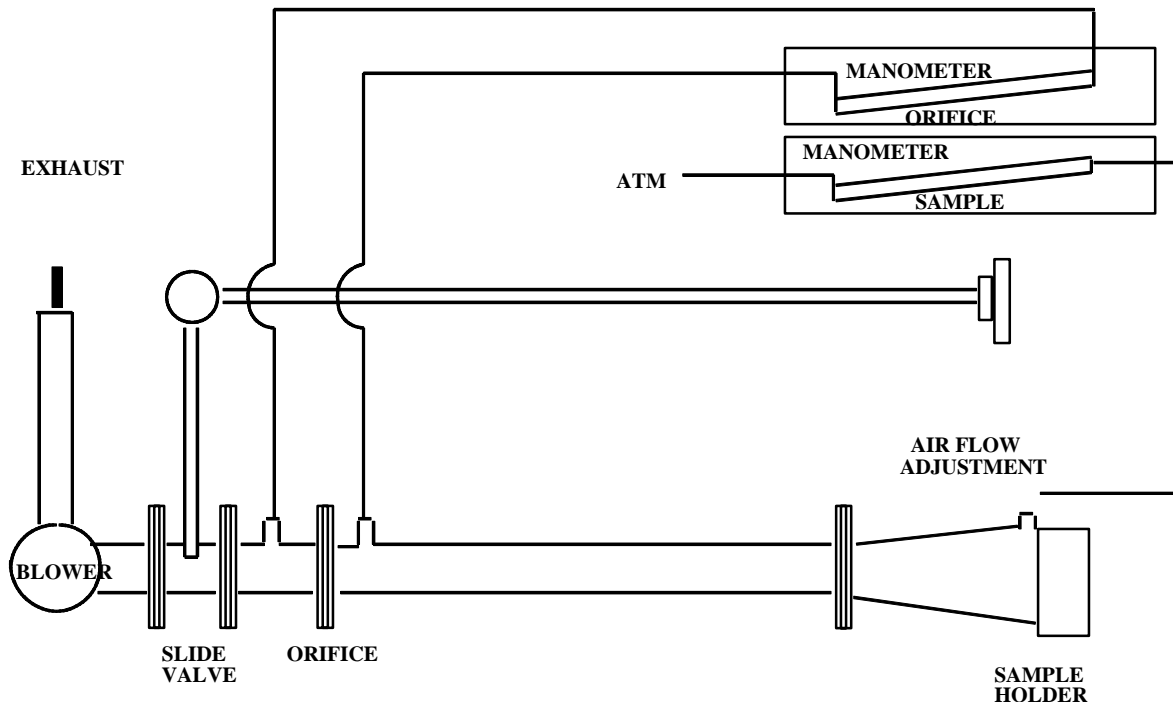 MANOMETER
ORIFICE
MANOMETER
EXHAUST
ATM
SAMPLE
AIR FLOW
ADJUSTMENT
BLOWER
SLIDE
VALVE
ORIFICE
SAMPLE
HOLDER